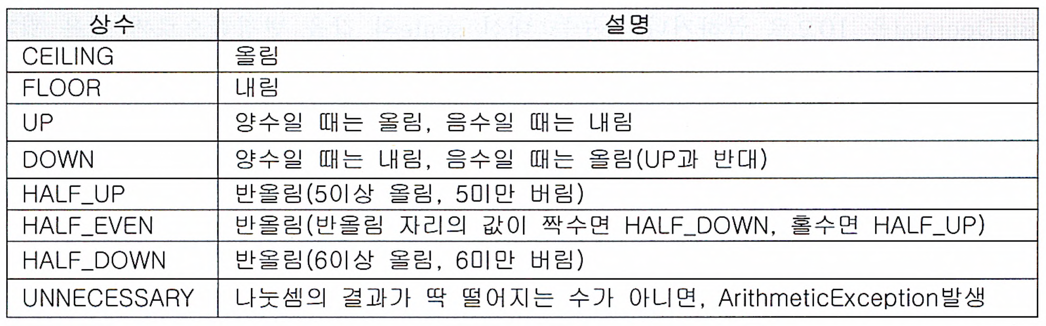 상수 설명
CEILING 올림
FLOOR 내림
UP 양수일 때는 올림, 음수일 때는 내림
DOWN 양수일 때는 내림, 음수일 때는 올림(UP과 반대)
HALF_UP 반올림(5이상 올림, 5미만 버림)
HALF_EVEN 반올림(반올림 자리의 값이 짝수면 HALF_DOWN, 홀수면 HALF_UP)
HALF_DOWN 반올림(6이상 올림, 6미만 버림)
UNNECESSARY 나눗셈의 결과가 딱 떨어지는 수가 아니면, ArithmeticException발생